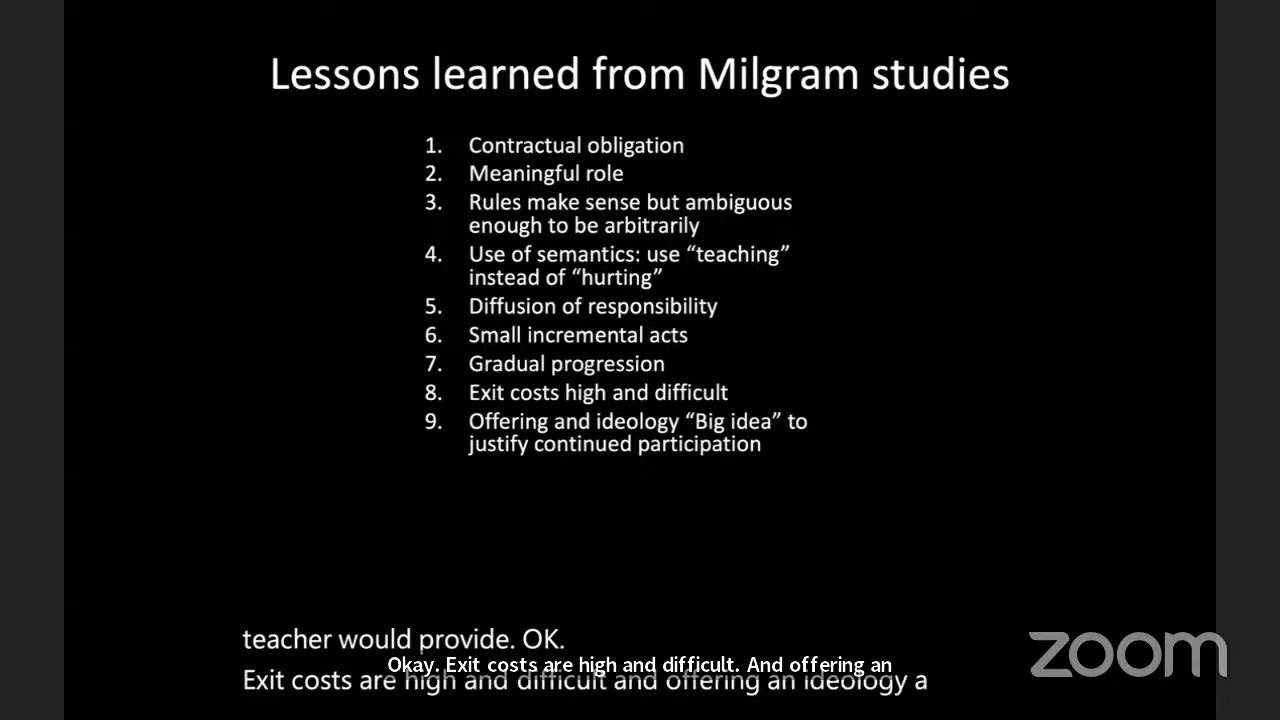 Lessons learned from Milgram studies
1. Contractual obligation
2. Meaningful role
3. Rules make sense but ambiguous
enough to be arbitrarily
4. Use of semantics: use “teaching”
instead of “hurting”
5. Diffusion of responsibility
6. Small incremental acts
7. Gradual progression
8. Exit costs high and difficult
9. Offering and ideology “Big idea” to
justify continued participation
teacher would provide. OK.
Okay. Exit costs are high and difficult. And offering an
Exit costs are high and difficult and offering an ideology a
zoom